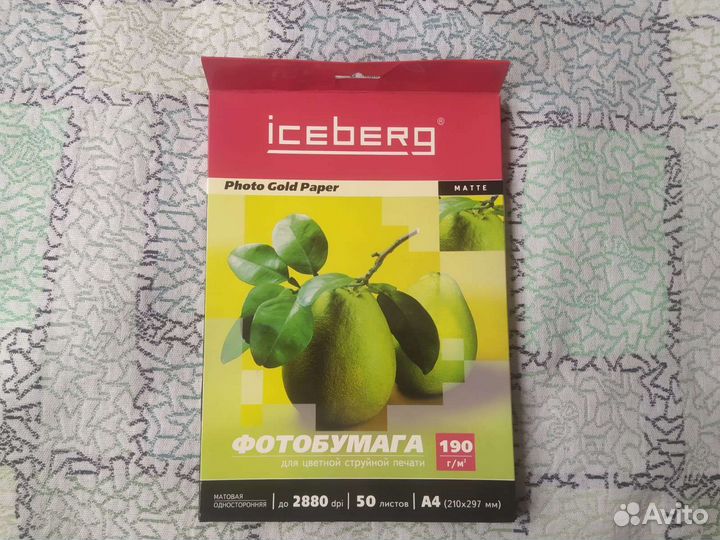 iceberg®
Photo Gold Paper
MATTE
ФОТОБУМАГА
190
для цветной струйной печати
г/м²
МАТОВАЯ
ОДНОСТОРОННЯЯ
до 2880 dpi
50 листов
A4 (210x297 мм)
Avito